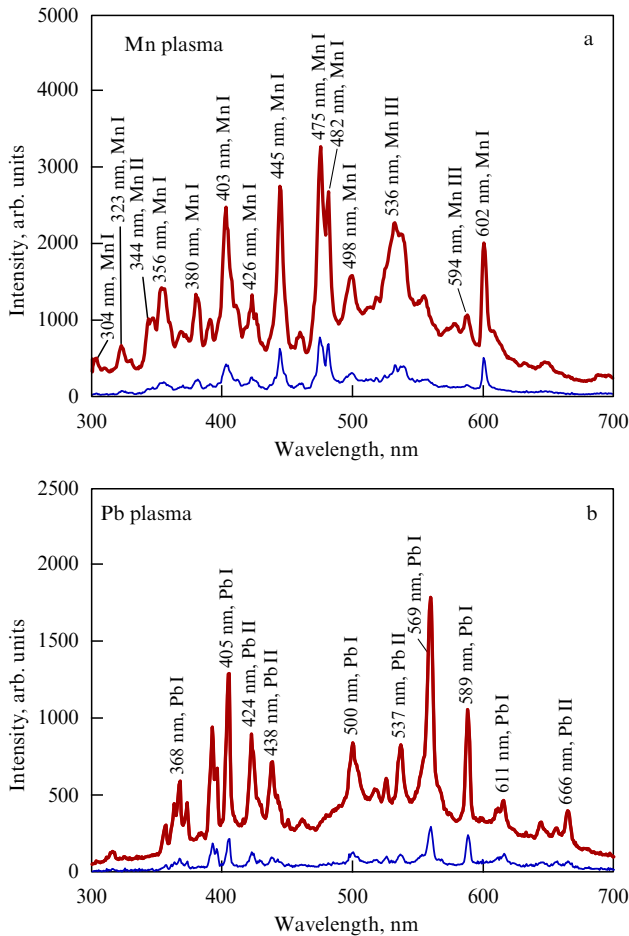 Mn plasma
a
5000
4000
3000
2000
1000
0
Intensity, arb. units
304 nm, Mn I
323 nm, Mn I
344 nm, Mn II
356 nm, Mn I
380 nm, Mn I
403 nm, Mn I
426 nm, Mn I
445 nm, Mn I
475 nm, Mn I
482 nm, Mn I
498 nm, Mn I
536 nm, Mn III
594 nm, Mn III
602 nm, Mn I
300
400
500
600
700
Wavelength, nm
Pb plasma
b
2500
2000
1500
1000
500
0
Intensity, arb. units
368 nm, Pb I
405 nm, Pb I
424 nm, Pb II
438 nm, Pb II
500 nm, Pb I
537 nm, Pb II
569 nm, Pb I
589 nm, Pb I
611 nm, Pb I
666 nm, Pb II
300
400
500
600
700
Wavelength, nm